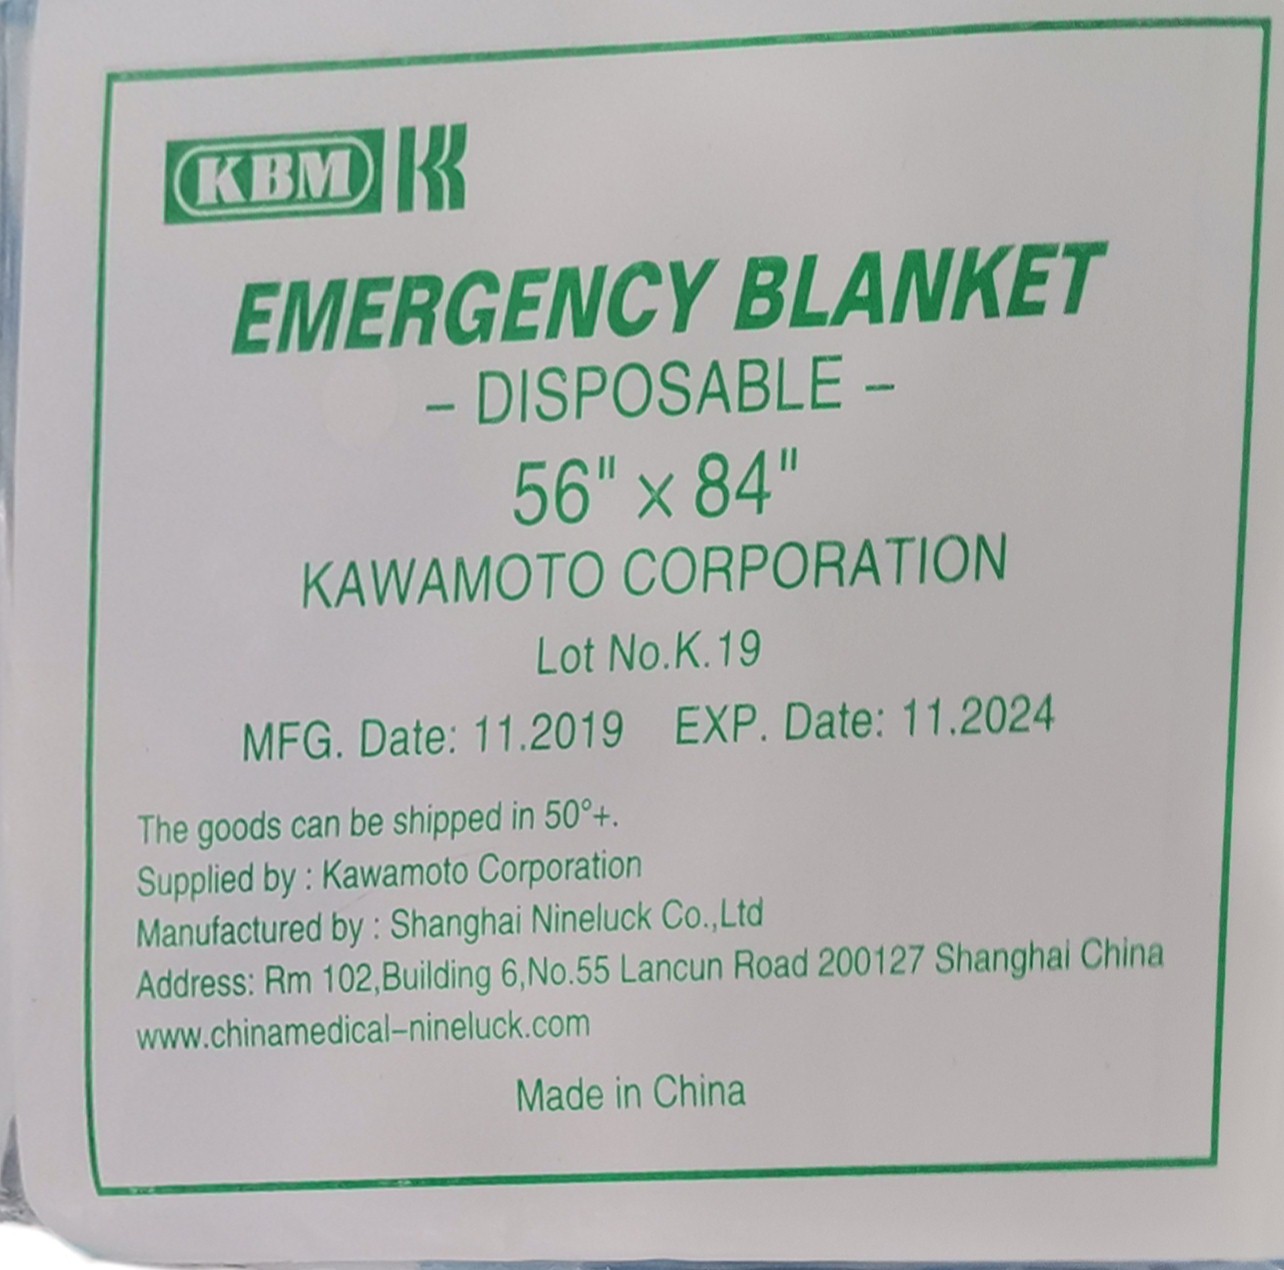 KBM
EMERGENCY BLANKET
– DISPOSABLE –
56" x 84"
KAWAMOTO CORPORATION
Lot No.K.19
MFG. Date: 11.2019 EXP. Date: 11.2024
The goods can be shipped in 50°+.
Supplied by : Kawamoto Corporation
Manufactured by : Shanghai Nineluck Co.,Ltd
Address: Rm 102,Building 6,No.55 Lancun Road 200127 Shanghai China
www.chinamedical–nineluck.com
Made in China